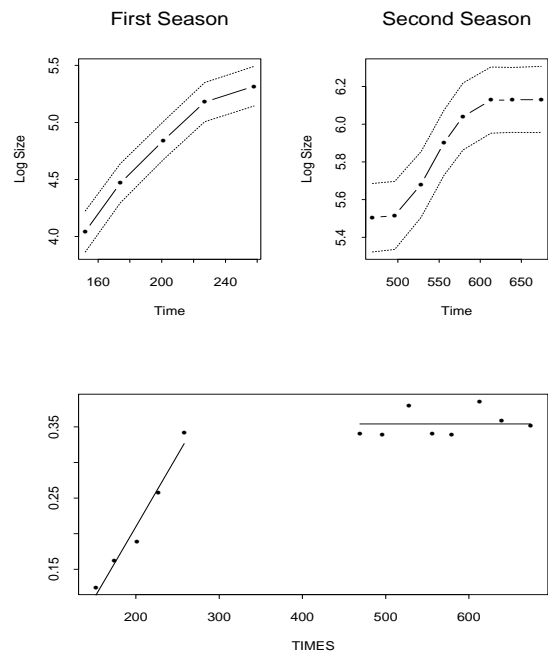 First Season
Second Season
Log Size
4.0 4.5 5.0 5.5
160 200 240
Time
Log Size
5.4 5.6 5.8 6.0 6.2
500 550 600 650
Time
0.15 0.25 0.35
200 300 400 500 600
TIMES